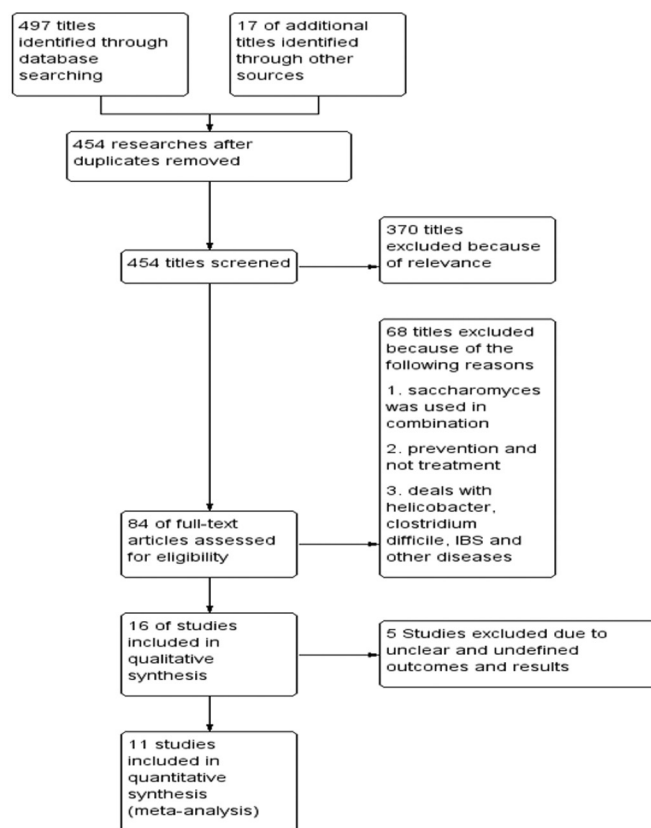 497 titles
identified through
database
searching
17 of additional
titles identified
through other
sources
454 researches after
duplicates removed
454 titles screened
370 titles
excluded because
of relevance
68 titles excluded
because of the
following reasons
1. saccharomyces
was used in
combination
2. prevention and
not treatment
3. deals with
helicobacter,
clostridium
difficile, IBS and
other diseases
84 of full-text
articles assessed
for eligibility
16 of studies
included in
qualitative
synthesis
5 Studies excluded due to
unclear and undefined
outcomes and results
11 studies
included in
quantitative
synthesis
(meta-analysis)